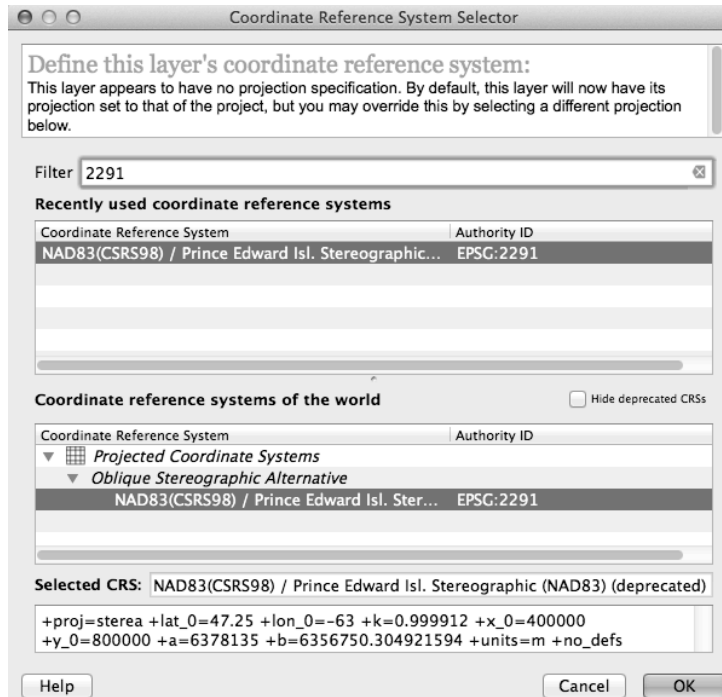 Coordinate Reference System Selector
Define this layer's coordinate reference system:
This layer appears to have no projection specification. By default, this layer will now have its
projection set to that of the project, but you may override this by selecting a different projection
below.
Filter 2291
Recently used coordinate reference systems
Coordinate Reference System Authority ID
NAD83(CSRS98) / Prince Edward Isl. Stereographic... EPSG:2291
Coordinate reference systems of the world Hide deprecated CRSs
Coordinate Reference System Authority ID
Projected Coordinate Systems
Oblique Stereographic Alternative
NAD83(CSRS98) / Prince Edward Isl. Ster... EPSG:2291
Selected CRS: NAD83(CSRS98) / Prince Edward Isl. Stereographic (NAD83) (deprecated)
+proj=sterea +lat_0=47.25 +lon_0=-63 +k=0.999912 +x_0=400000
+y_0=800000 +a=6378135 +b=6356750.304921594 +units=m +no_defs
Help Cancel OK